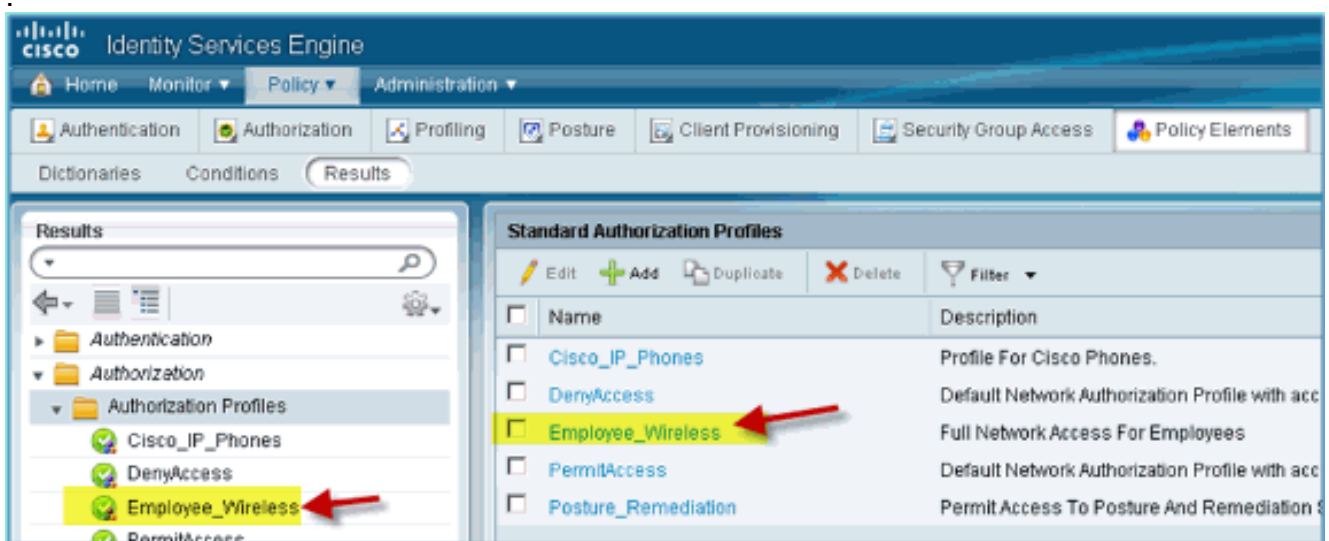 .
cisco Identity Services Engine
Home Monitor Policy Administration
Authentication Authorization Profiling Posture Client Provisioning Security Group Access Policy Elements
Dictionaries Conditions Results
Results
Authentication
Authorization
Authorization Profiles
Cisco_IP_Phones
DenyAccess
Employee_Wireless
PermitAccess
Standard Authorization Profiles
Edit Add Duplicate Delete Filter
Name Description
Cisco_IP_Phones Profile For Cisco Phones.
DenyAccess Default Network Authorization Profile with acc
Employee_Wireless Full Network Access For Employees
PermitAccess Default Network Authorization Profile with acc
Posture_Remediation Permit Access To Posture And Remediation